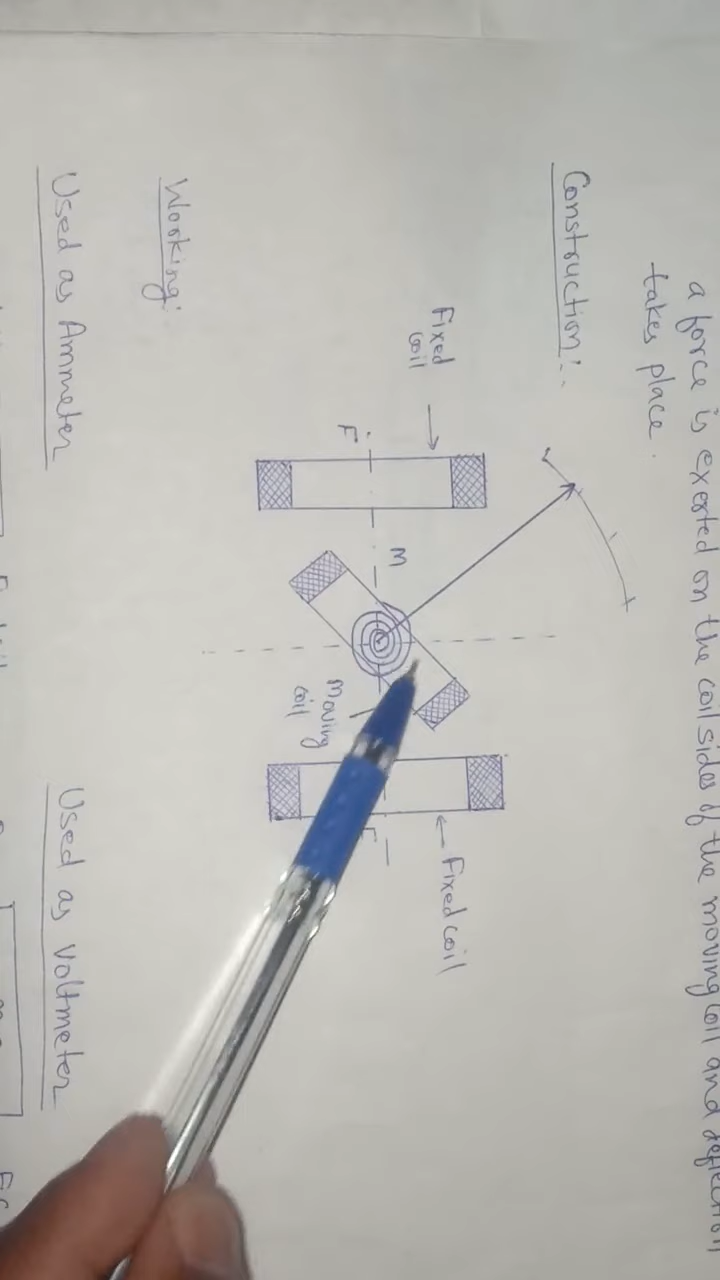 a force is exerted on the coil sides of the moving coil and deflection
takes place.
Construction:-
Fixed
coil
F
M
Moving
coil
F
Fixed coil
Working:
Used as Ammeter
Used as Voltmeter